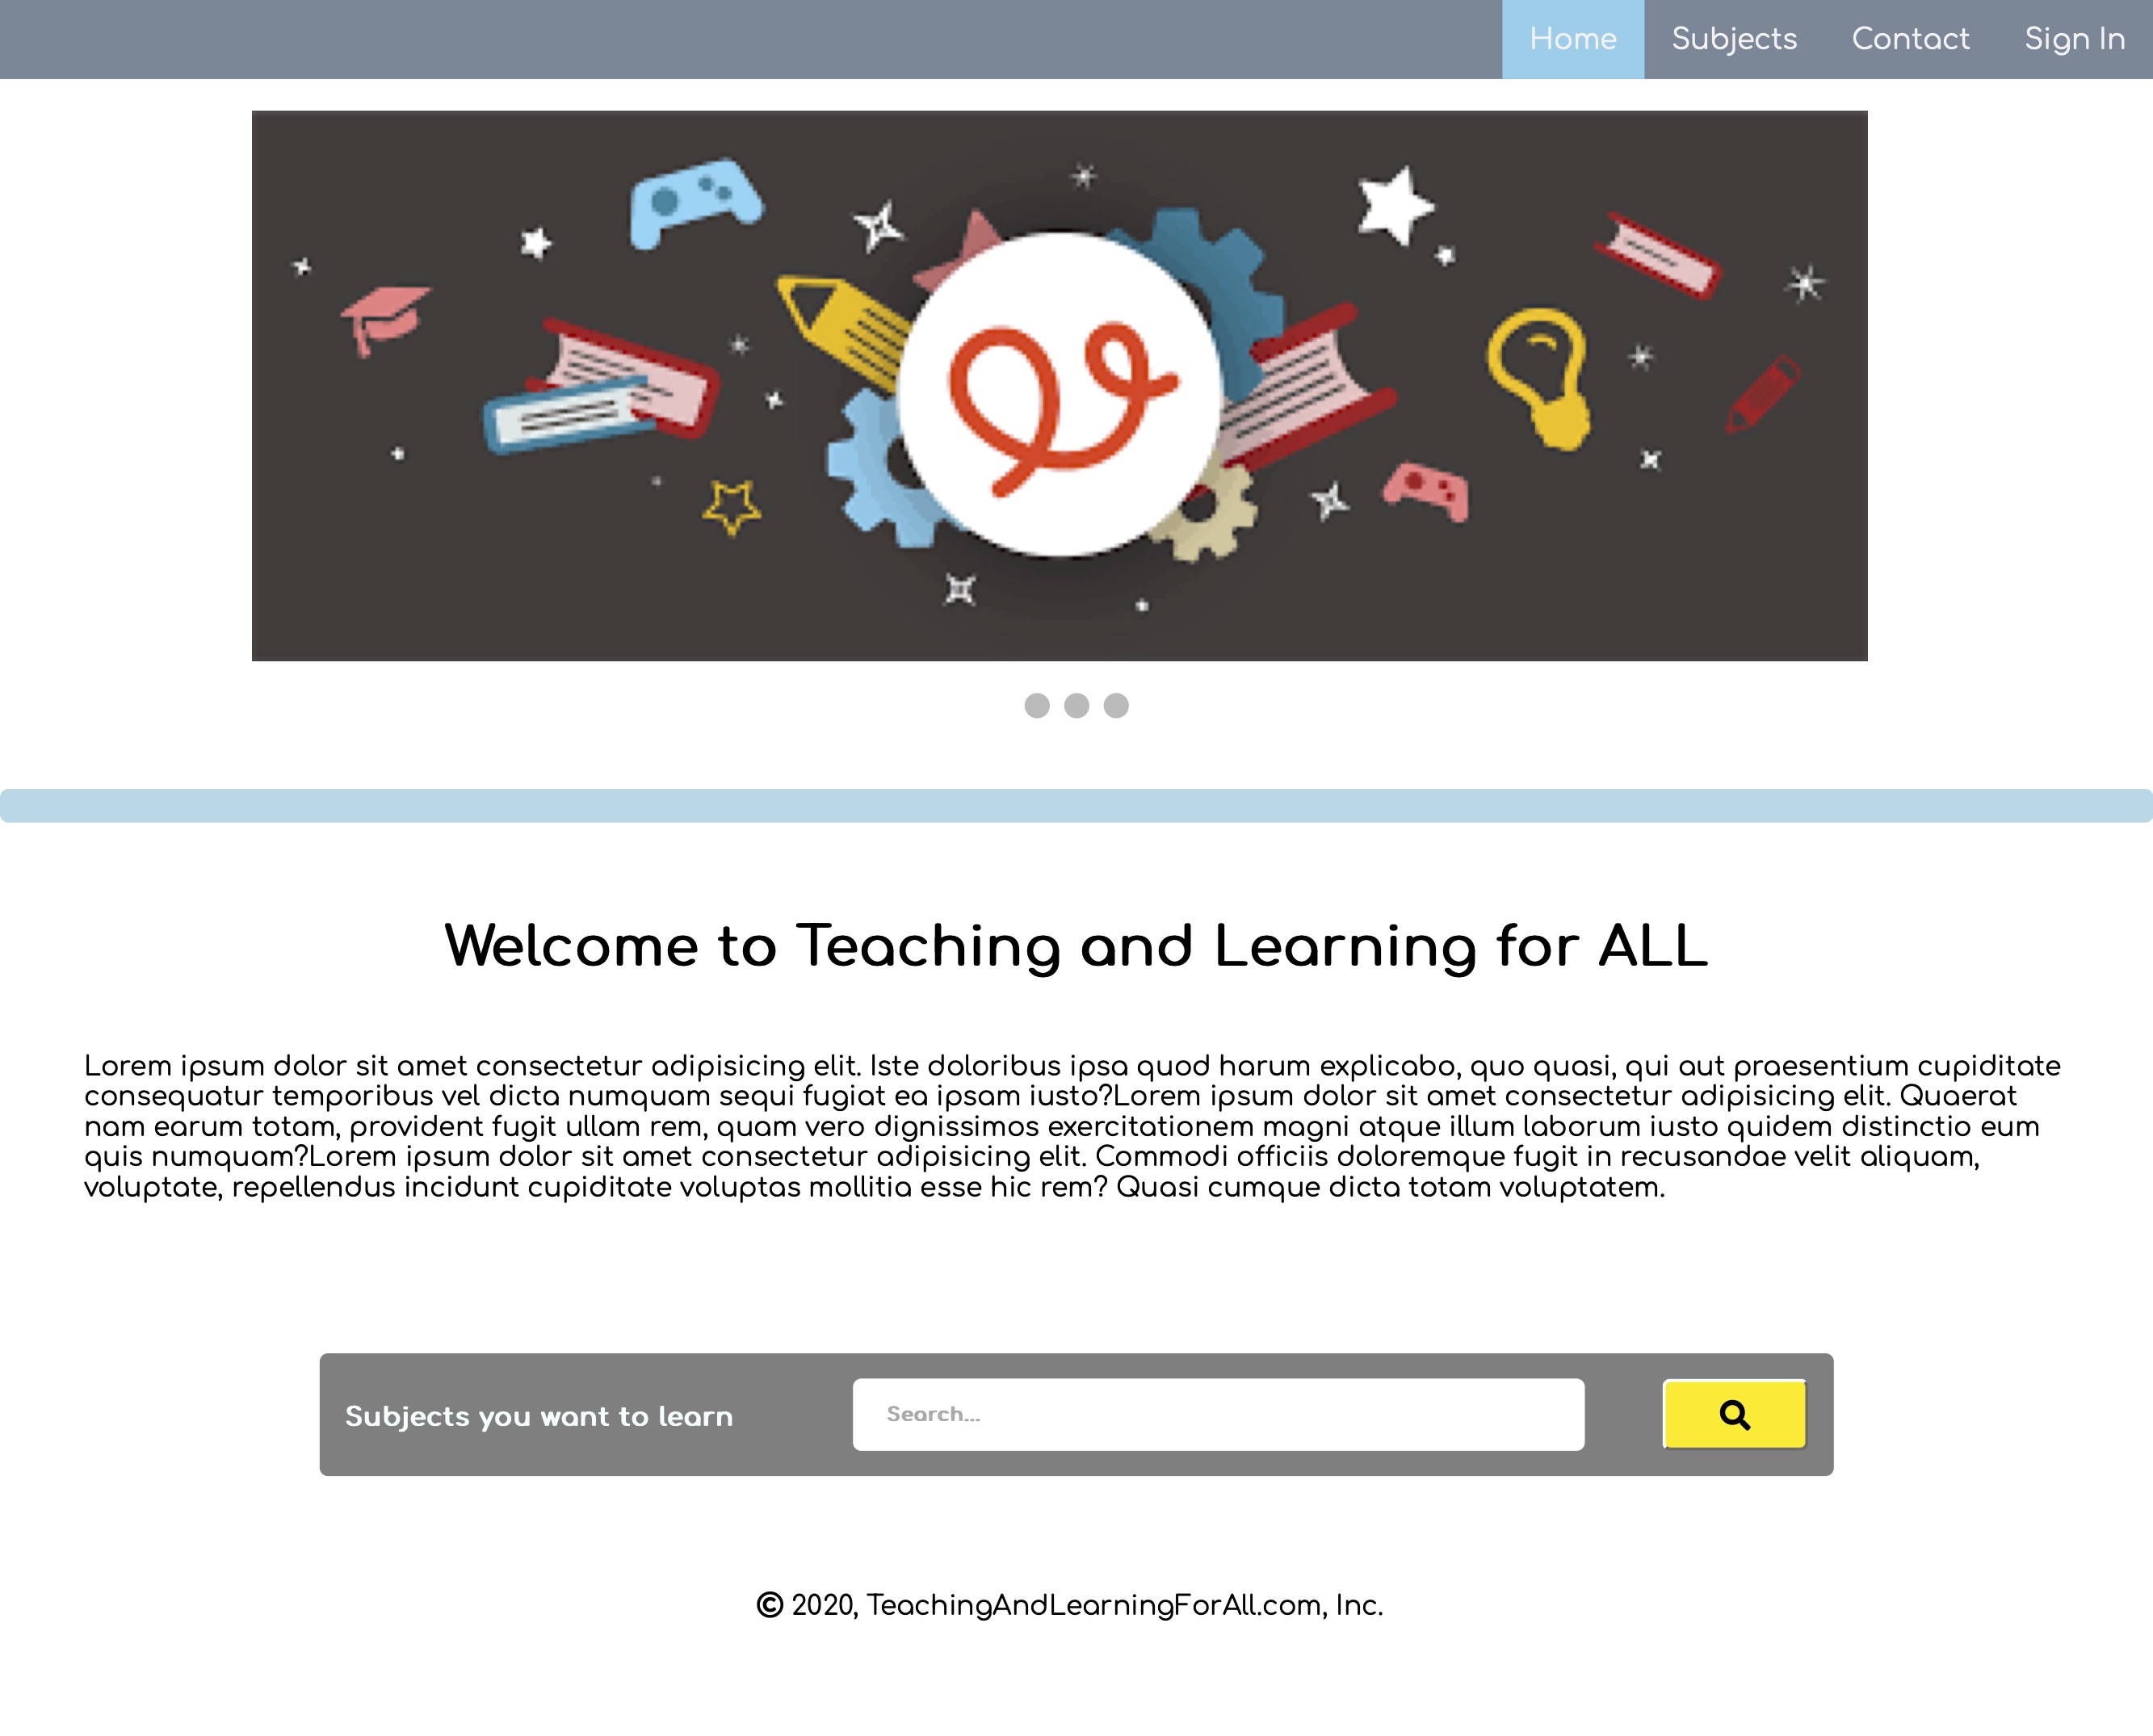 Home Subjects Contact Sign In
Welcome to Teaching and Learning for ALL
Lorem ipsum dolor sit amet consectetur adipisicing elit. Iste doloribus ipsa quod harum explicabo, quo quasi, qui aut praesentium cupiditate
consequatur temporibus vel dicta numquam sequi fugiat ea ipsam iusto?Lorem ipsum dolor sit amet consectetur adipisicing elit. Quaerat
nam earum totam, provident fugit ullam rem, quam vero dignissimos exercitationem magni atque illum laborum iusto quidem distinctio eum
quis numquam?Lorem ipsum dolor sit amet consectetur adipisicing elit. Commodi officiis doloremque fugit in recusandae velit aliquam,
voluptate, repellendus incidunt cupiditate voluptas mollitia esse hic rem? Quasi cumque dicta totam voluptatem.
Subjects you want to learn Search...
© 2020, TeachingAndLearningForAll.com, Inc.